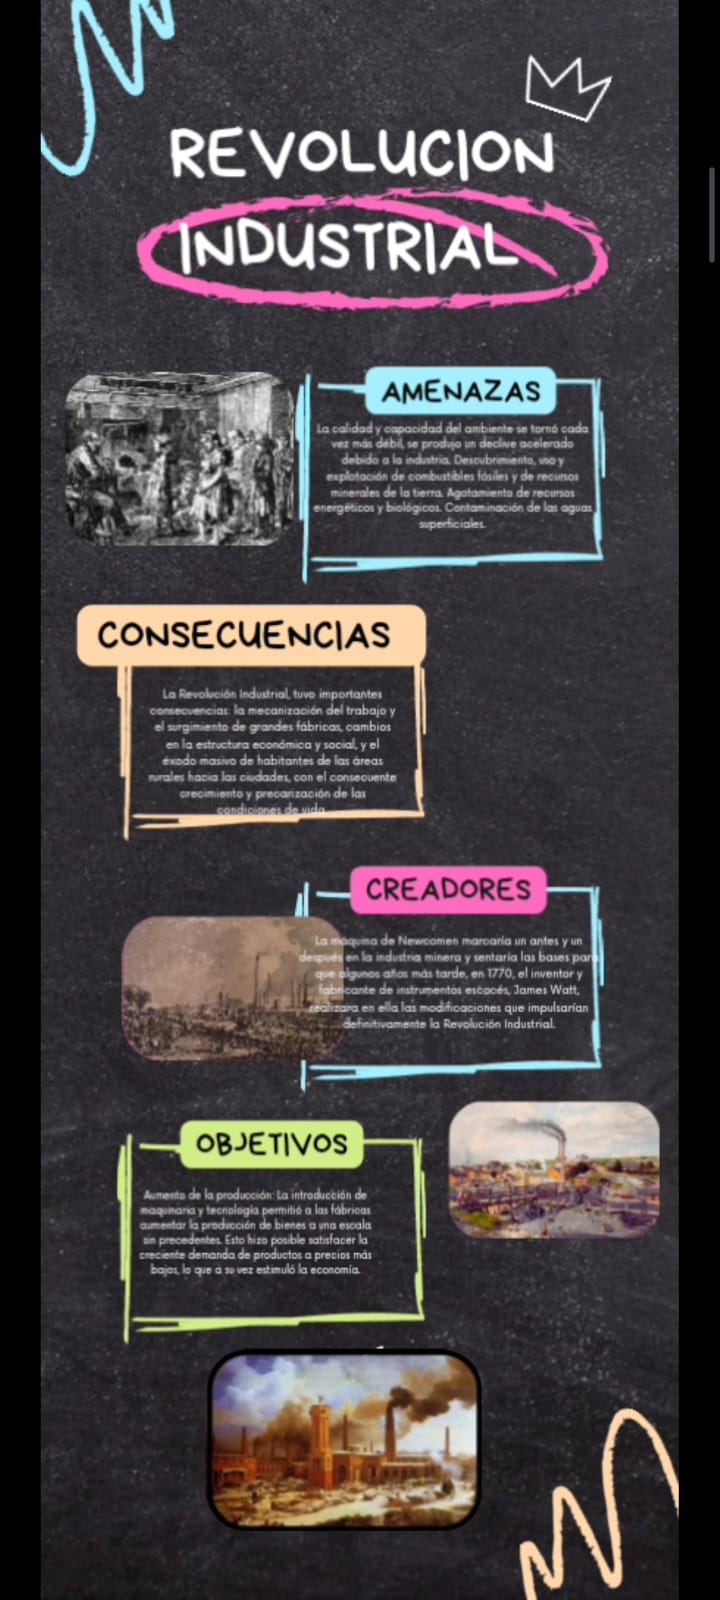 REVOLUCION
INDUSTRIAL
AMENAZAS
La calidad y capacidad del ambiente se tornó cada
vez más débil, se produjo un declive acelerado
debido a la industria. Descubrimiento, uso y
explotación de combustibles fósiles y de recursos
minerales de la tierra. Agotamiento de recursos
energéticos y biológicos. Contaminación de las aguas
superficiales.
CONSECUENCIAS
La Revolución Industrial, tuvo importantes
consecuencias: la mecanización del trabajo y
el surgimiento de grandes fábricas, cambios
en la estructura económica y social, y el
éxodo masivo de habitantes de las áreas
rurales hacia las ciudades, con el consecuente
crecimiento y precarización de las
condiciones de vida
CREADORES
La máquina de Newcomen marcaría un antes y un
después en la industria minera y sentaría las bases para
que algunos años más tarde, en 1770, el inventor y
fabricante de instrumentos escocés, James Watt,
realizara en ella las modificaciones que impulsarían
definitivamente la Revolución Industrial.
OBJETIVOS
Aumento de la producción: La introducción de
maquinaria y tecnología permitió a las fábricas
aumentar la producción de bienes a una escala
sin precedentes. Esto hizo posible satisfacer la
creciente demanda de productos a precios más
bajos, lo que a su vez estimuló la economía.